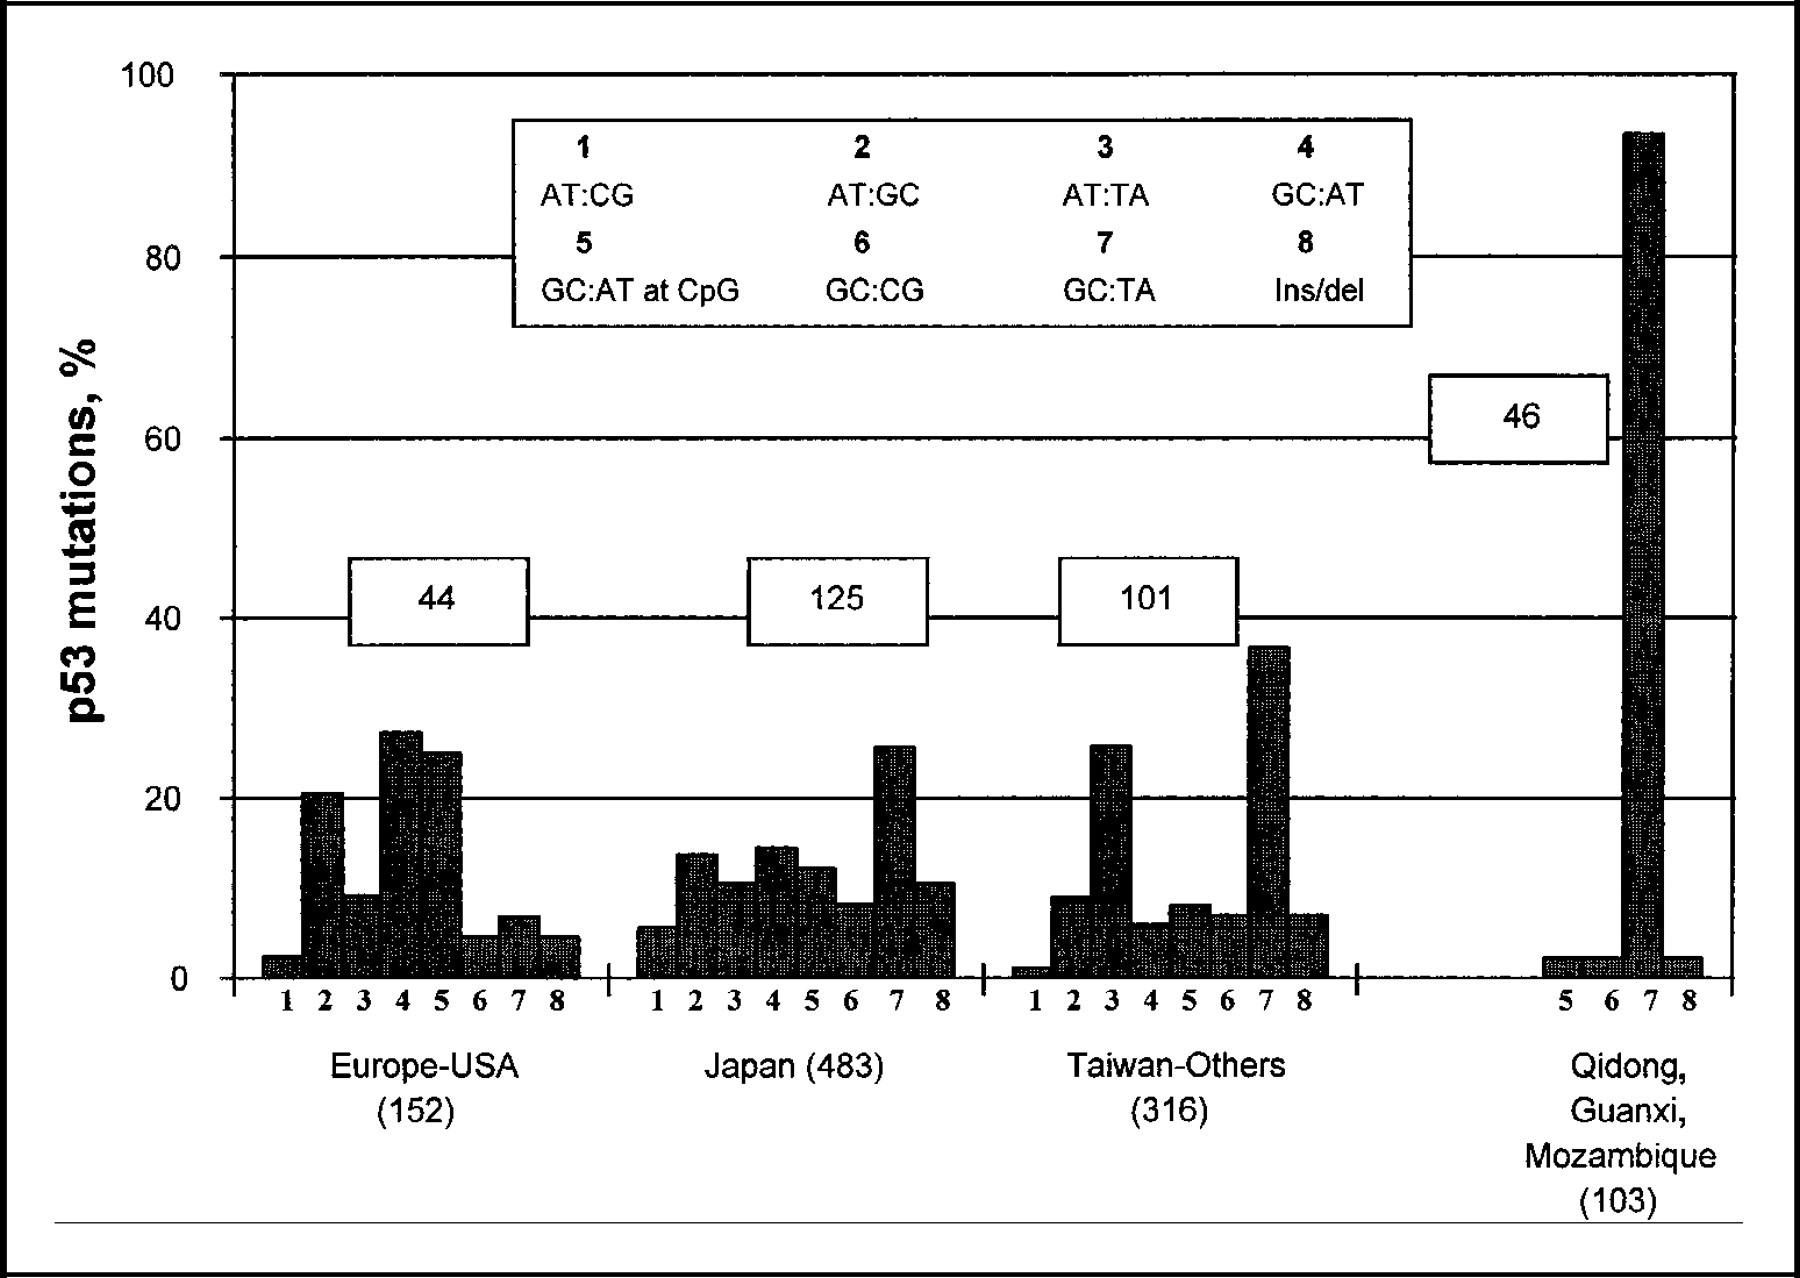 100
1 2 3 4
AT:CG AT:GC AT:TA GC:AT
5 6 7 8
GC:AT at CpG GC:CG GC:TA Ins/del
80
60
40
20
0
p53 mutations, %
46
44 125 101
1 2 3 4 5 6 7 8 1 2 3 4 5 6 7 8 1 2 3 4 5 6 7 8 5 6 7 8
Europe-USA
(152)
Japan (483)
Taiwan-Others
(316)
Qidong,
Guanxi,
Mozambique
(103)